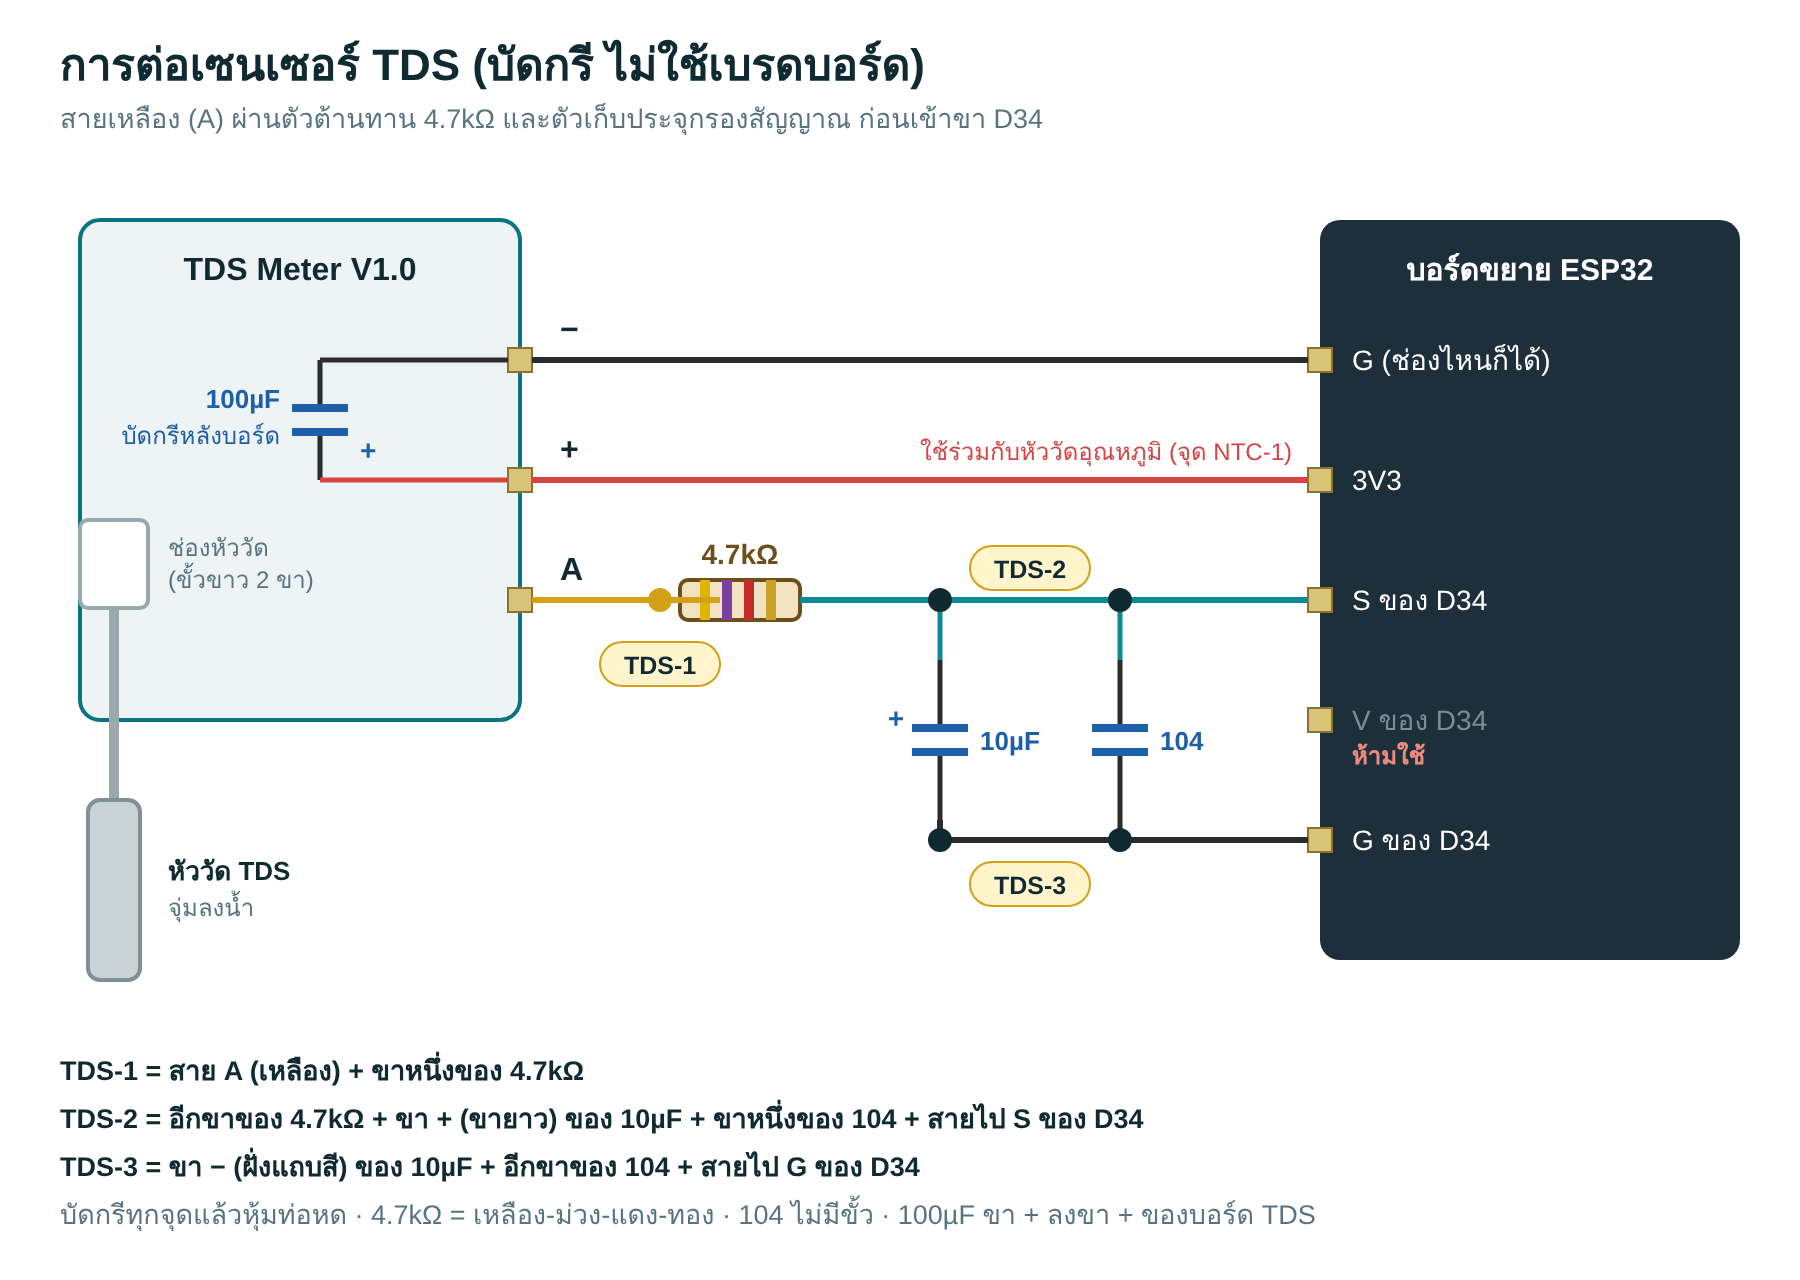 การต่อเซนเซอร์ TDS (บัดกรี ไม่ใช้เบรดบอร์ด)
สายเหลือง (A) ผ่านตัวต้านทาน 4.7kΩ และตัวเก็บประจุกรองสัญญาณ ก่อนเข้าขา D34
TDS Meter V1.0
บอร์ดขยาย ESP32
−
G (ช่องไหนก็ได้)
100µF
บัดกรีหลังบอร์ด
+
+
ใช้ร่วมกับหัววัดอุณหภูมิ (จุด NTC-1)
3V3
ช่องหัววัด
(ขั้วขาว 2 ขา)
A
4.7kΩ
TDS-2
S ของ D34
TDS-1
+
10µF
104
V ของ D34
ห้ามใช้
G ของ D34
TDS-3
หัววัด TDS
จุ่มลงน้ำ
TDS-1 = สาย A (เหลือง) + ขาหนึ่งของ 4.7kΩ
TDS-2 = อีกขาของ 4.7kΩ + ขา + (ขายาว) ของ 10µF + ขาหนึ่งของ 104 + สายไป S ของ D34
TDS-3 = ขา − (ฝั่งแถบสี) ของ 10µF + อีกขาของ 104 + สายไป G ของ D34
บัดกรีทุกจุดแล้วหุ้มท่อหด · 4.7kΩ = เหลือง-ม่วง-แดง-ทอง · 104 ไม่มีขั้ว · 100µF ขา + ลงขา + ของบอร์ด TDS